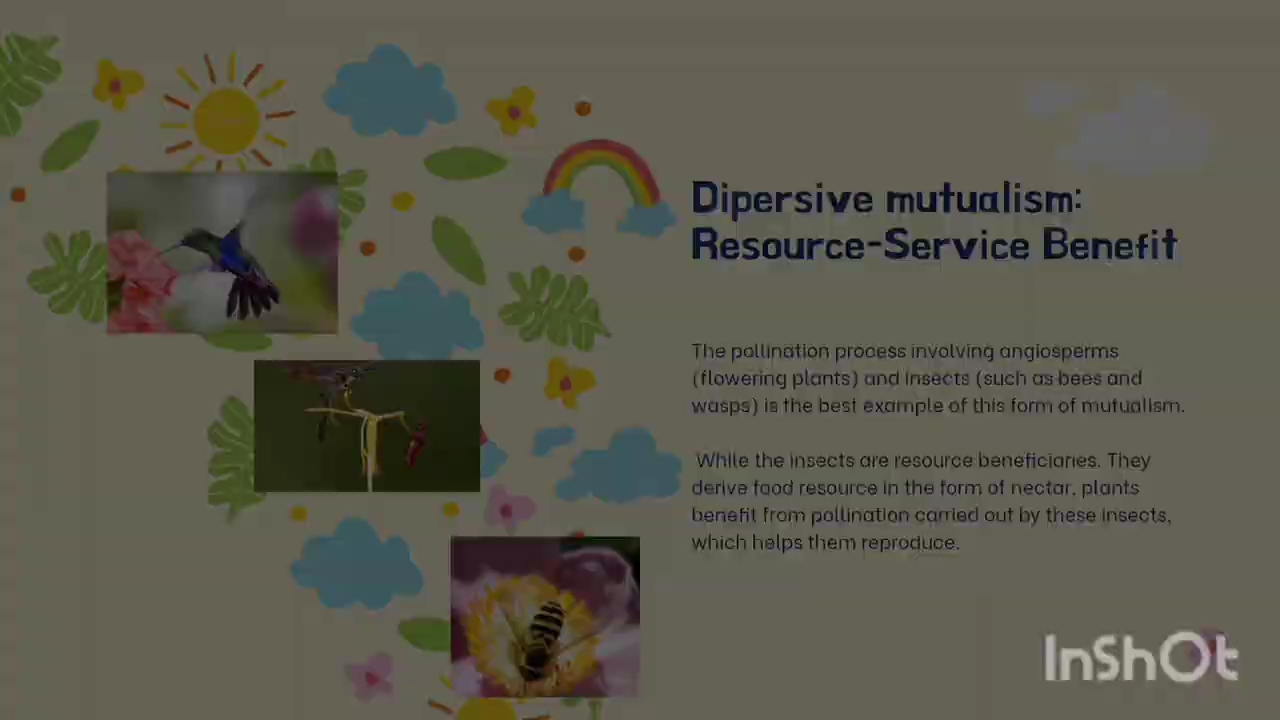 Dipersive mutualism:
Resource-Service Benefit
The pollination process involving angiosperms
(flowering plants) and insects (such as bees and
wasps) is the best example of this form of mutualism.
While the insects are resource beneficiaries. They
derive food resource in the form of nectar, plants
benefit from pollination carried out by these insects,
which helps them reproduce.
InShOt